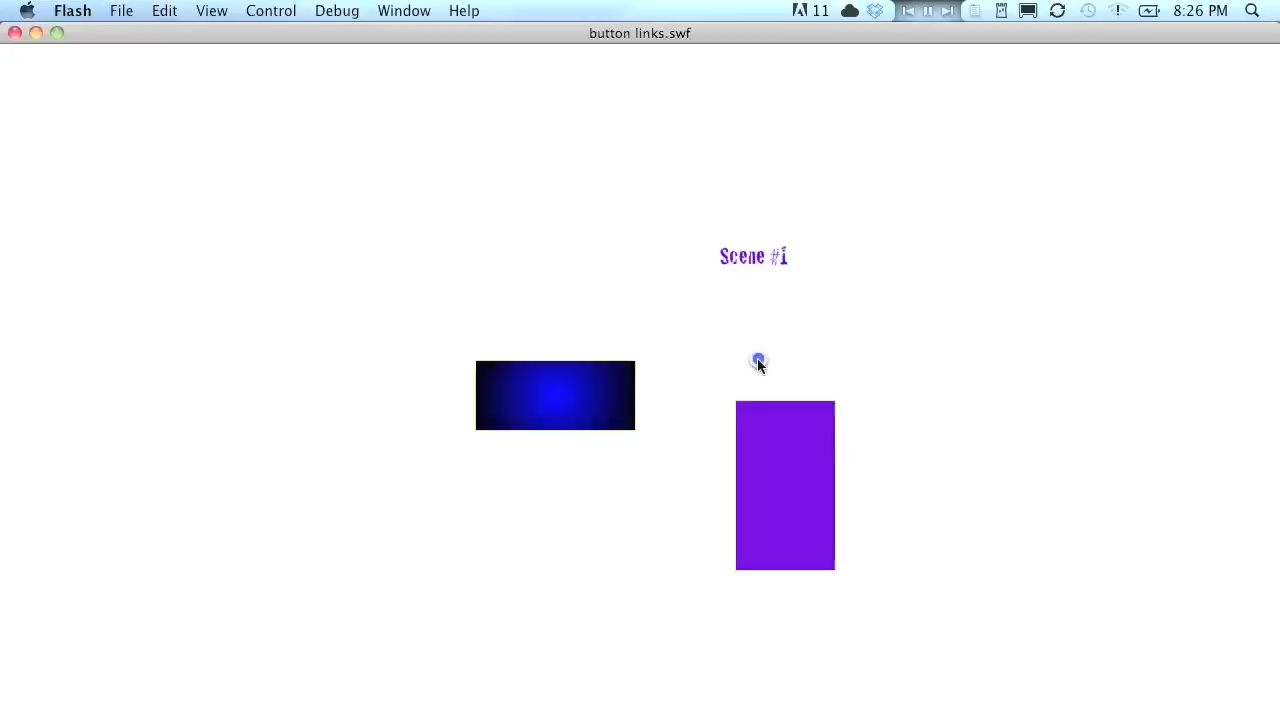 Flash File Edit View Control Debug Window Help 11 8:26 PM
button links.swf
Scene #1